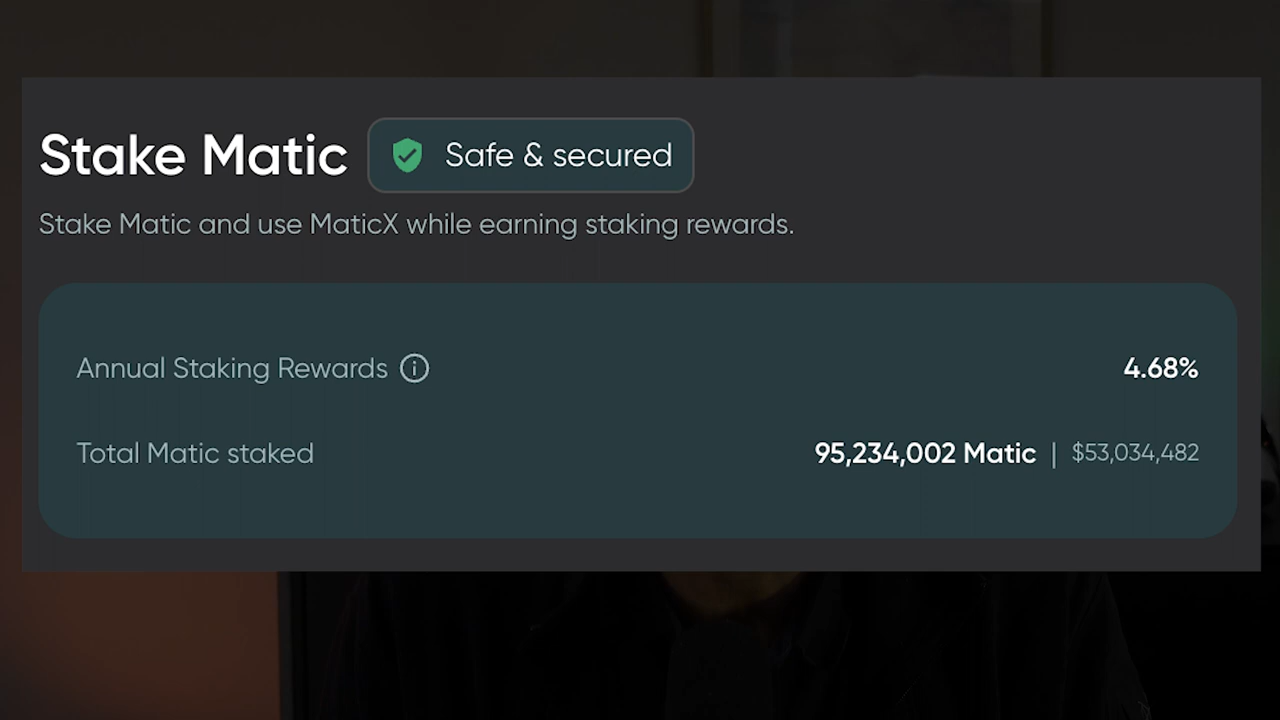 Stake Matic Safe & secured
Stake Matic and use MaticX while earning staking rewards.
Annual Staking Rewards 4.68%
Total Matic staked 95,234,002 Matic | $53,034,482